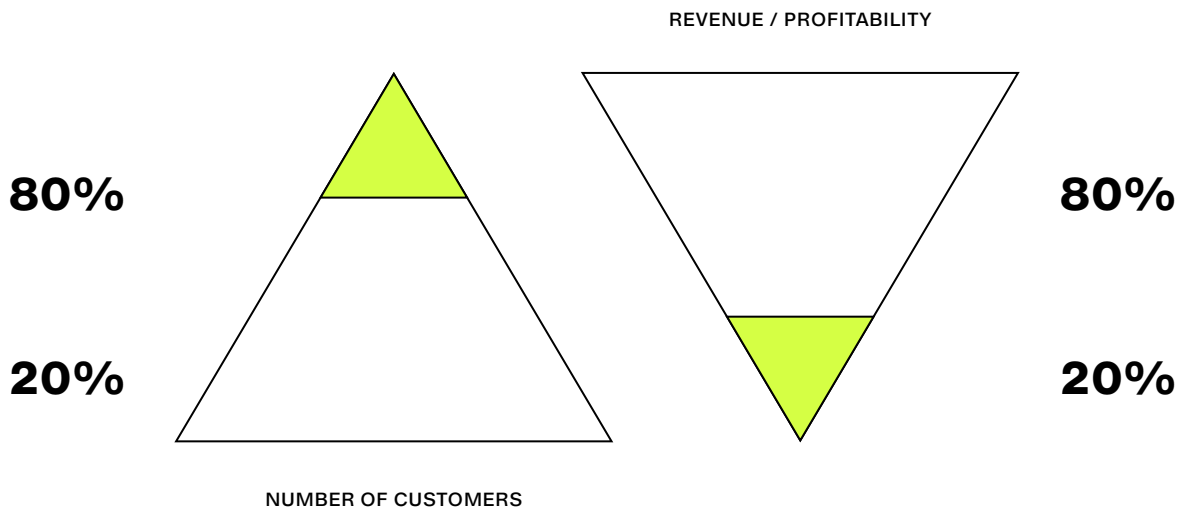 REVENUE / PROFITABILITY
80%
80%
20%
20%
NUMBER OF CUSTOMERS